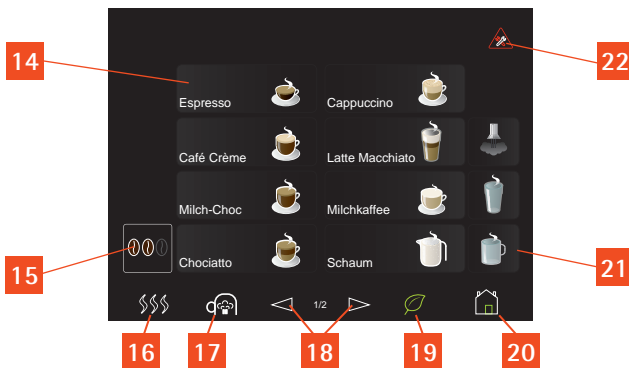 14
22
Espresso
Cappuccino
Café Crème
Latte Macchiato
Milch-Choc
Milchkaffee
15
Chociatto
Schaum
21
1/2
16
17
18
19
20